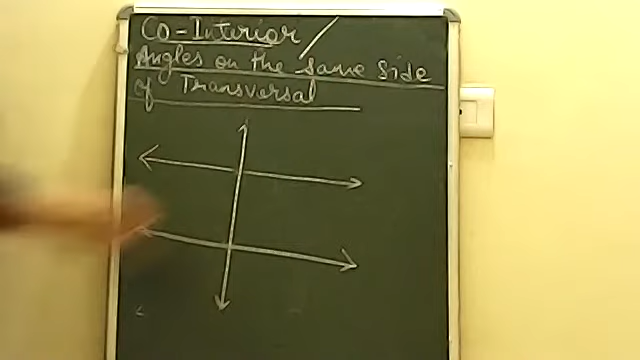 Co-Interior /
Angles on the same side
of Transversal